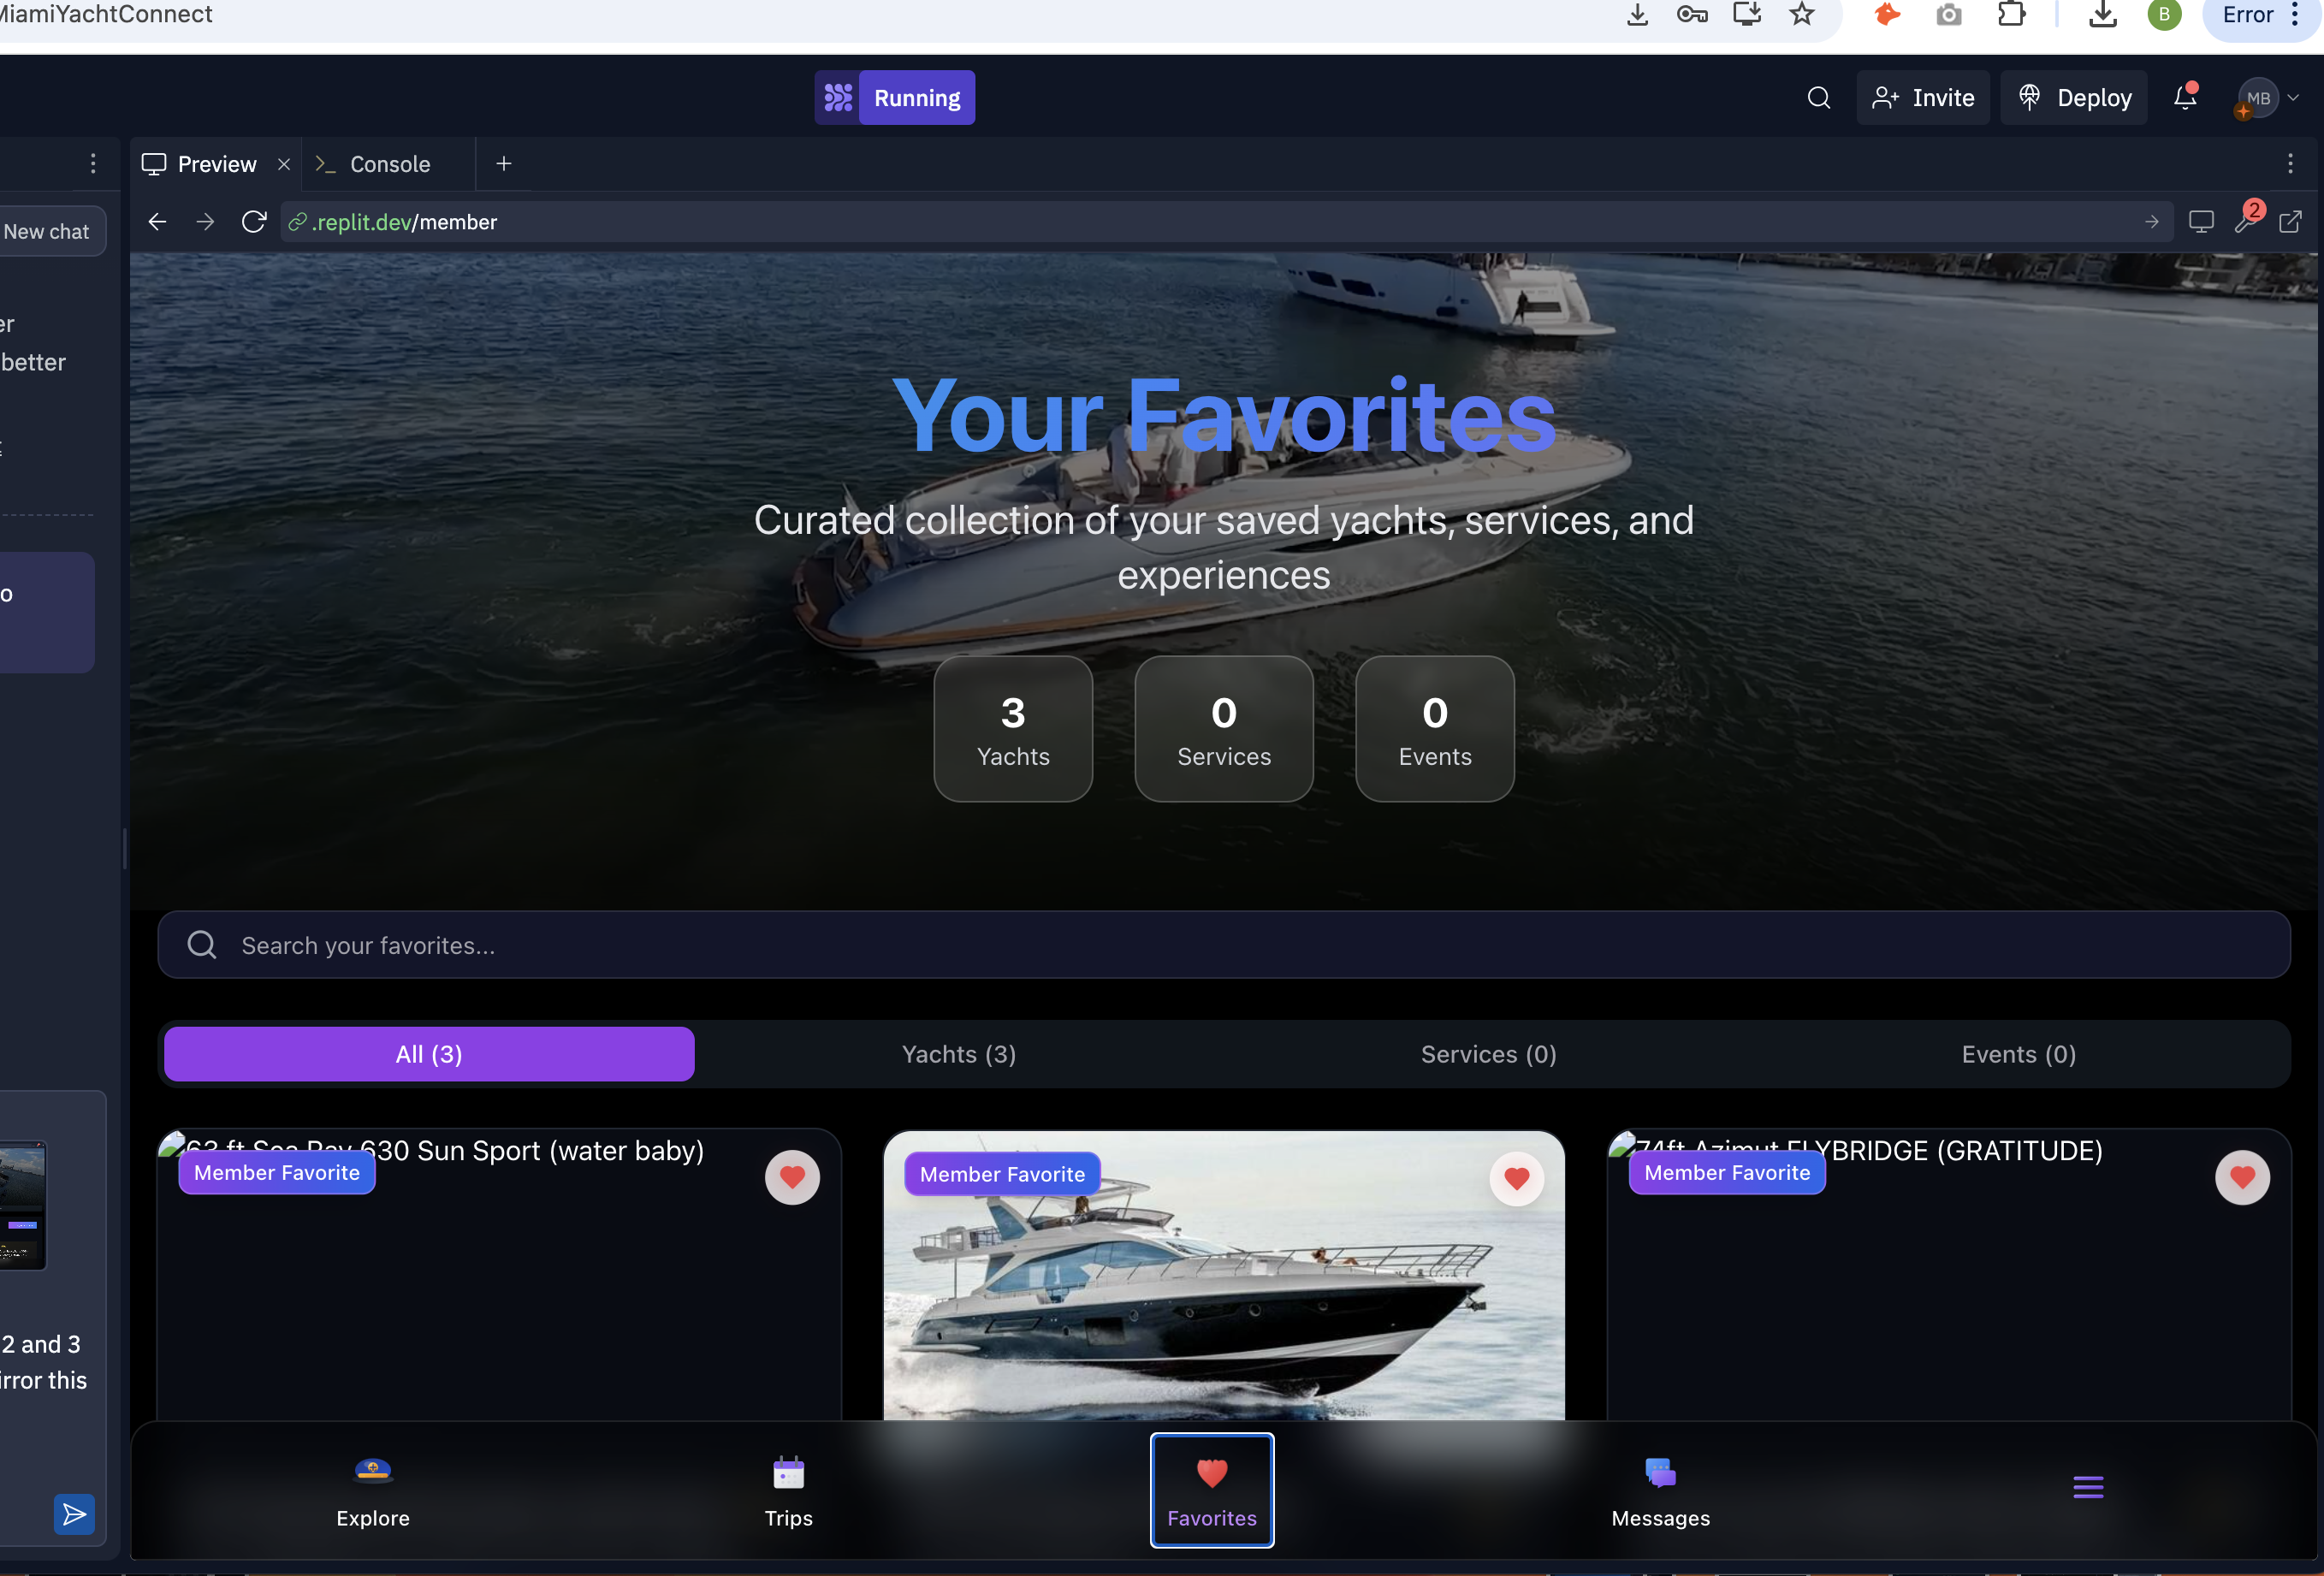 MiamiYachtConnect
B
Error
Running
Invite
Deploy
MB
Preview
Console
.replit.dev/member
2
New chat
er
better
o
2 and 3
irror this
Your Favorites
Curated collection of your saved yachts, services, and
experiences
3
Yachts
0
Services
0
Events
Search your favorites...
All (3)
Yachts (3)
Services (0)
Events (0)
63 ft Sea Ray 630 Sun Sport (water baby)
Member Favorite
Member Favorite
74ft Azimut FLYBRIDGE (GRATITUDE)
Member Favorite
Explore
Trips
Favorites
Messages